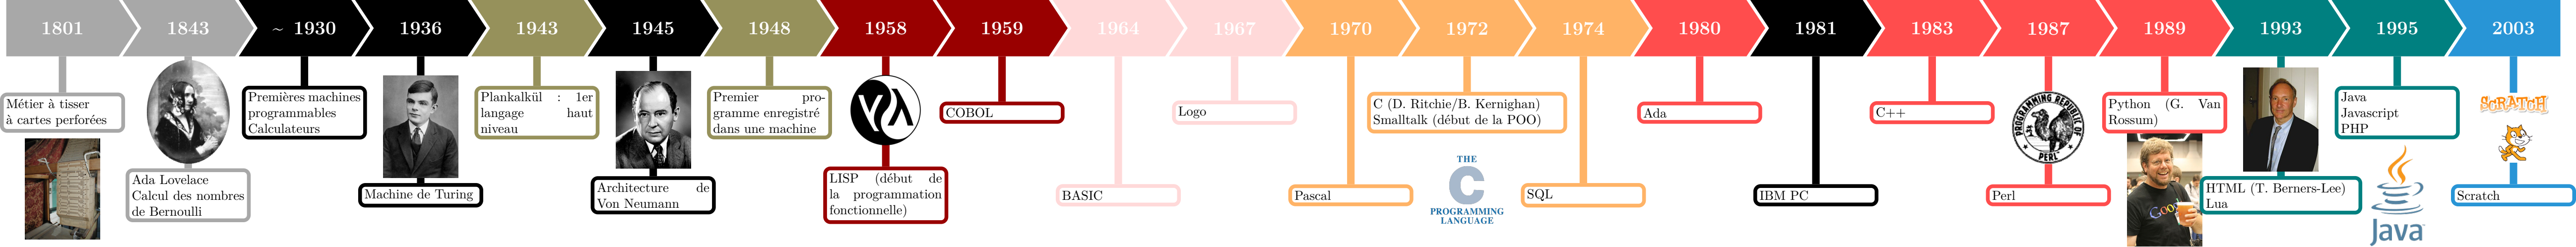 1801
1843
~ 1930
1936
1943
1945
1948
1958
1959
1964
1967
1970
1972
1974
1980
1981
1983
1987
1989
1993
1995
2003
Métier à tisser
à cartes perforées
Ada Lovelace
Calcul des nombres
de Bernoulli
Premières machines
programmables
Calculateurs
Machine de Turing
Plankalkül : 1er
langage haut
niveau
Architecture de
Von Neumann
Premier pro-
gramme enregistré
dans une machine
LISP (début de
la programmation
fonctionnelle)
COBOL
BASIC
Logo
Pascal
C (D. Ritchie/B. Kernighan)
Smalltalk (début de la POO)
THE
C
PROGRAMMING
LANGUAGE
SQL
Ada
IBM PC
C++
PROGRAMMING REPUBLIC OF
PERL
Perl
Python (G. Van
Rossum)
HTML (T. Berners-Lee)
Lua
Java
Javascript
PHP
Java
SCRATCH
Scratch